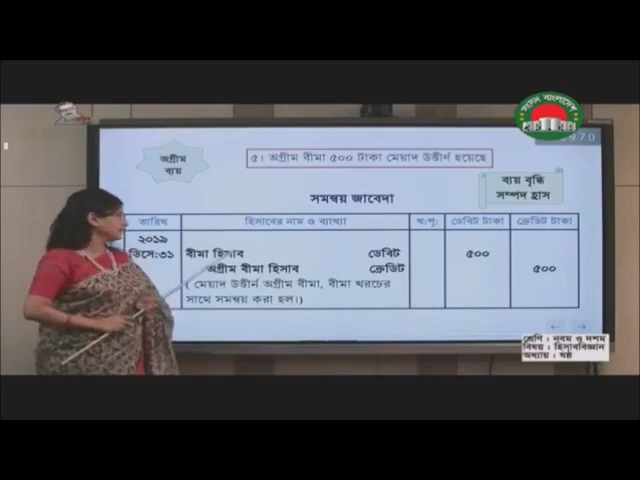 সংসদ বাংলাদেশ
অগ্রীম
ব্যয়
৫। অগ্রীম বীমা ৫০০ টাকা মেয়াদ উত্তীর্ণ হয়েছে
ব্যয় বৃদ্ধি
সম্পদ হ্রাস
সমন্বয় জাবেদা
তারিখ হিসাবের নাম ও ব্যাখ্যা খ:পৃ: ডেবিট টাকা ক্রেডিট টাকা
২০১৯
ডিসে:৩১ বীমা হিসাব ডেবিট ৫০০
অগ্রীম বীমা হিসাব ক্রেডিট ৫০০
( মেয়াদ উত্তীর্ন অগ্রীম বীমা, বীমা খরচের
সাথে সমন্বয় করা হল।)
শ্রেণি : নবম ও দশম
বিষয় : হিসাববিজ্ঞান
অধ্যায় : ষষ্ঠ